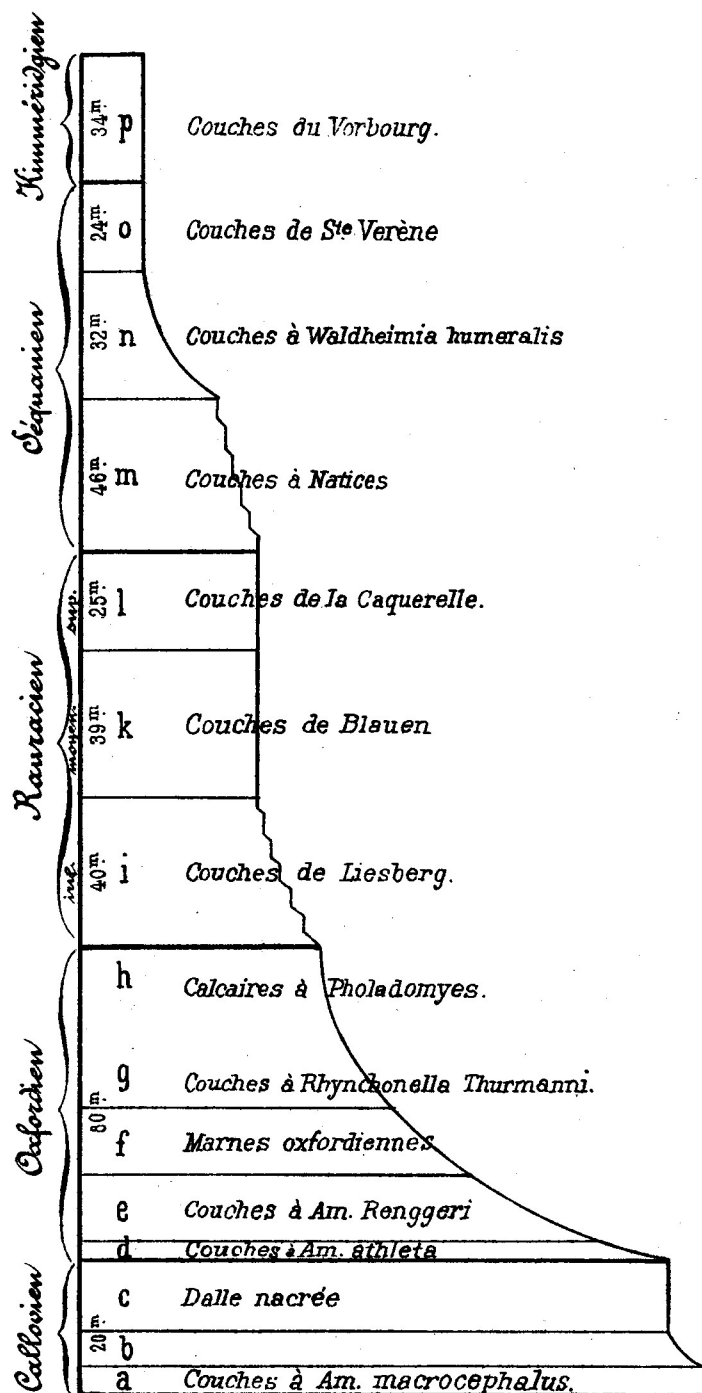 Kimméridgien
34m p Couches du Vorbourg.
24m o Couches de Ste Verène
Séquanien
32m n Couches à Waldheimia humeralis
46m m Couches à Natices
sup. 25m l Couches de la Caquerelle.
Rauracien
moyen. 39m k Couches de Blauen
inf. 40m i Couches de Liesberg.
h Calcaires à Pholadomyes.
g Couches à Rhynchonella Thurmanni.
Oxfordien
80m f Marnes oxfordiennes
e Couches à Am. Renggeri
d Couches à Am. athleta
c Dalle nacrée
Callovien
20m b
a Couches à Am. macrocephalus.